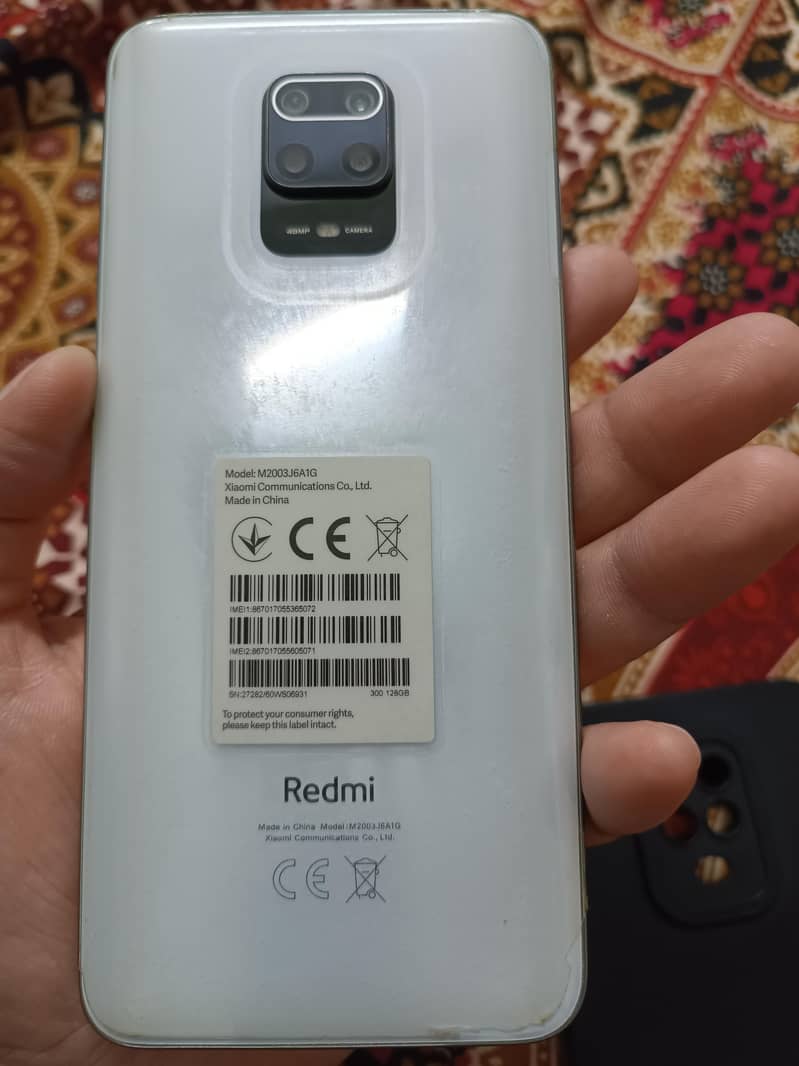 48MP CAMERA
Model: M2003J6A1G
Xiaomi Communications Co., Ltd.
Made in China
CE
IMEI1:867017055365072
IMEI2:867017055605071
SN:27282/60WS06931 300 128GB
To protect your consumer rights,
please keep this label intact.
Redmi
Made in China Model:M2003J6A1G
Xiaomi Communications Co., Ltd.
CE